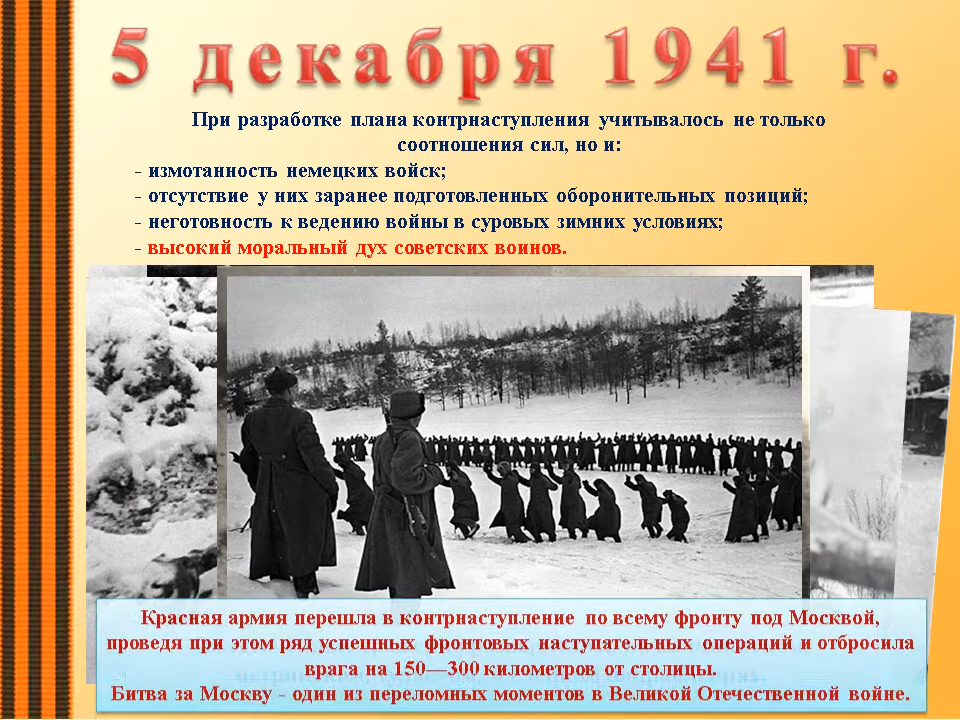 5 декабря 1941 г.
При разработке плана контрнаступления учитывалось не только
соотношения сил, но и:
- измотанность немецких войск;
- отсутствие у них заранее подготовленных оборонительных позиций;
- неготовность к ведению войны в суровых зимних условиях;
- высокий моральный дух советских воинов.
Красная армия перешла в контрнаступление по всему фронту под Москвой,
проведя при этом ряд успешных фронтовых наступательных операций и отбросила
врага на 150—300 километров от столицы.
Битва за Москву - один из переломных моментов в Великой Отечественной войне.